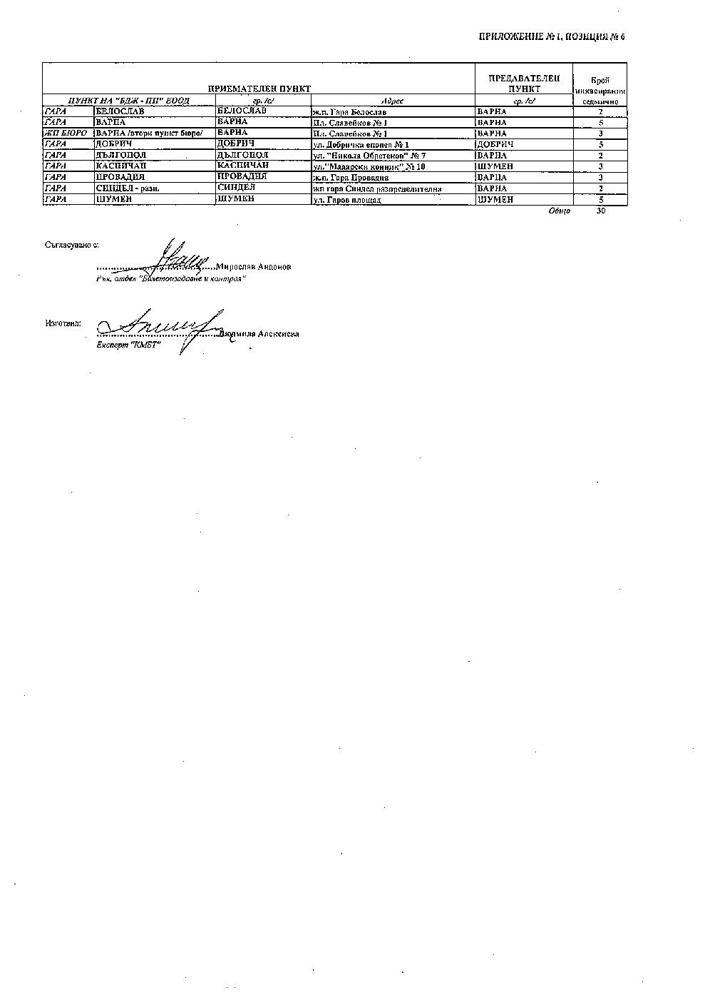 ПРИЛОЖЕНИЕ № 1, ПОЗИЦИЯ № 6
ПРИЕМАТЕЛЕН ПУНКТ ПРЕДАВАТЕЛЕН ПУНКТ Брой инкасирания седмично
ПУНКТ НА "БДЖ - ПП" ЕООД гр. /с/ Адрес гр. /с/
ГАРА БЕЛОСЛАВ БЕЛОСЛАВ ж.п. Гара Белослав ВАРНА 2
ГАРА ВАРНА ВАРНА Пл. Славейков № 1 ВАРНА 5
ЖП БЮРО ВАРНА /втори пункт бюро/ ВАРНА Пл. Славейков № 1 ВАРНА 3
ГАРА ДОБРИЧ ДОБРИЧ ул. Добричка епопея № 1 ДОБРИЧ 5
ГАРА ДЪЛГОПОЛ ДЪЛГОПОЛ ул. "Никола Обретенов" № 7 ВАРНА 2
ГАРА КАСПИЧАН КАСПИЧАН ул."Мадарски конник" № 10 ШУМЕН 3
ГАРА ПРОВАДИЯ ПРОВАДИЯ ж.п. Гара Провадия ВАРНА 3
ГАРА СИНДЕЛ - разп. СИНДЕЛ жп гара Синдел разпределителна ВАРНА 2
ГАРА ШУМЕН ШУМЕН ул. Гаров площад ШУМЕН 5
Общо 30
Съгласувано с:
Мирослав Антонов
Рък. отдел "Билетоиздаване и контрол"
Изготвил:
Людмила Алексиева
Експерт "КМБТ"